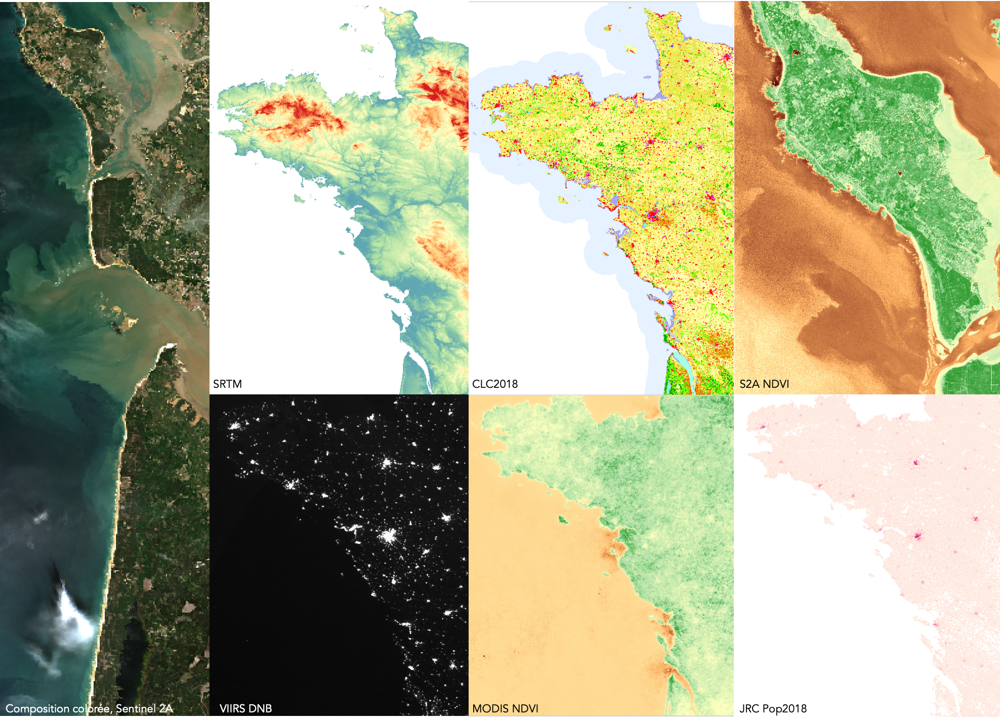 SRTM
CLC2018
S2A NDVI
Composition colorée, Sentinel 2A
VIIRS DNB
MODIS NDVI
JRC Pop2018